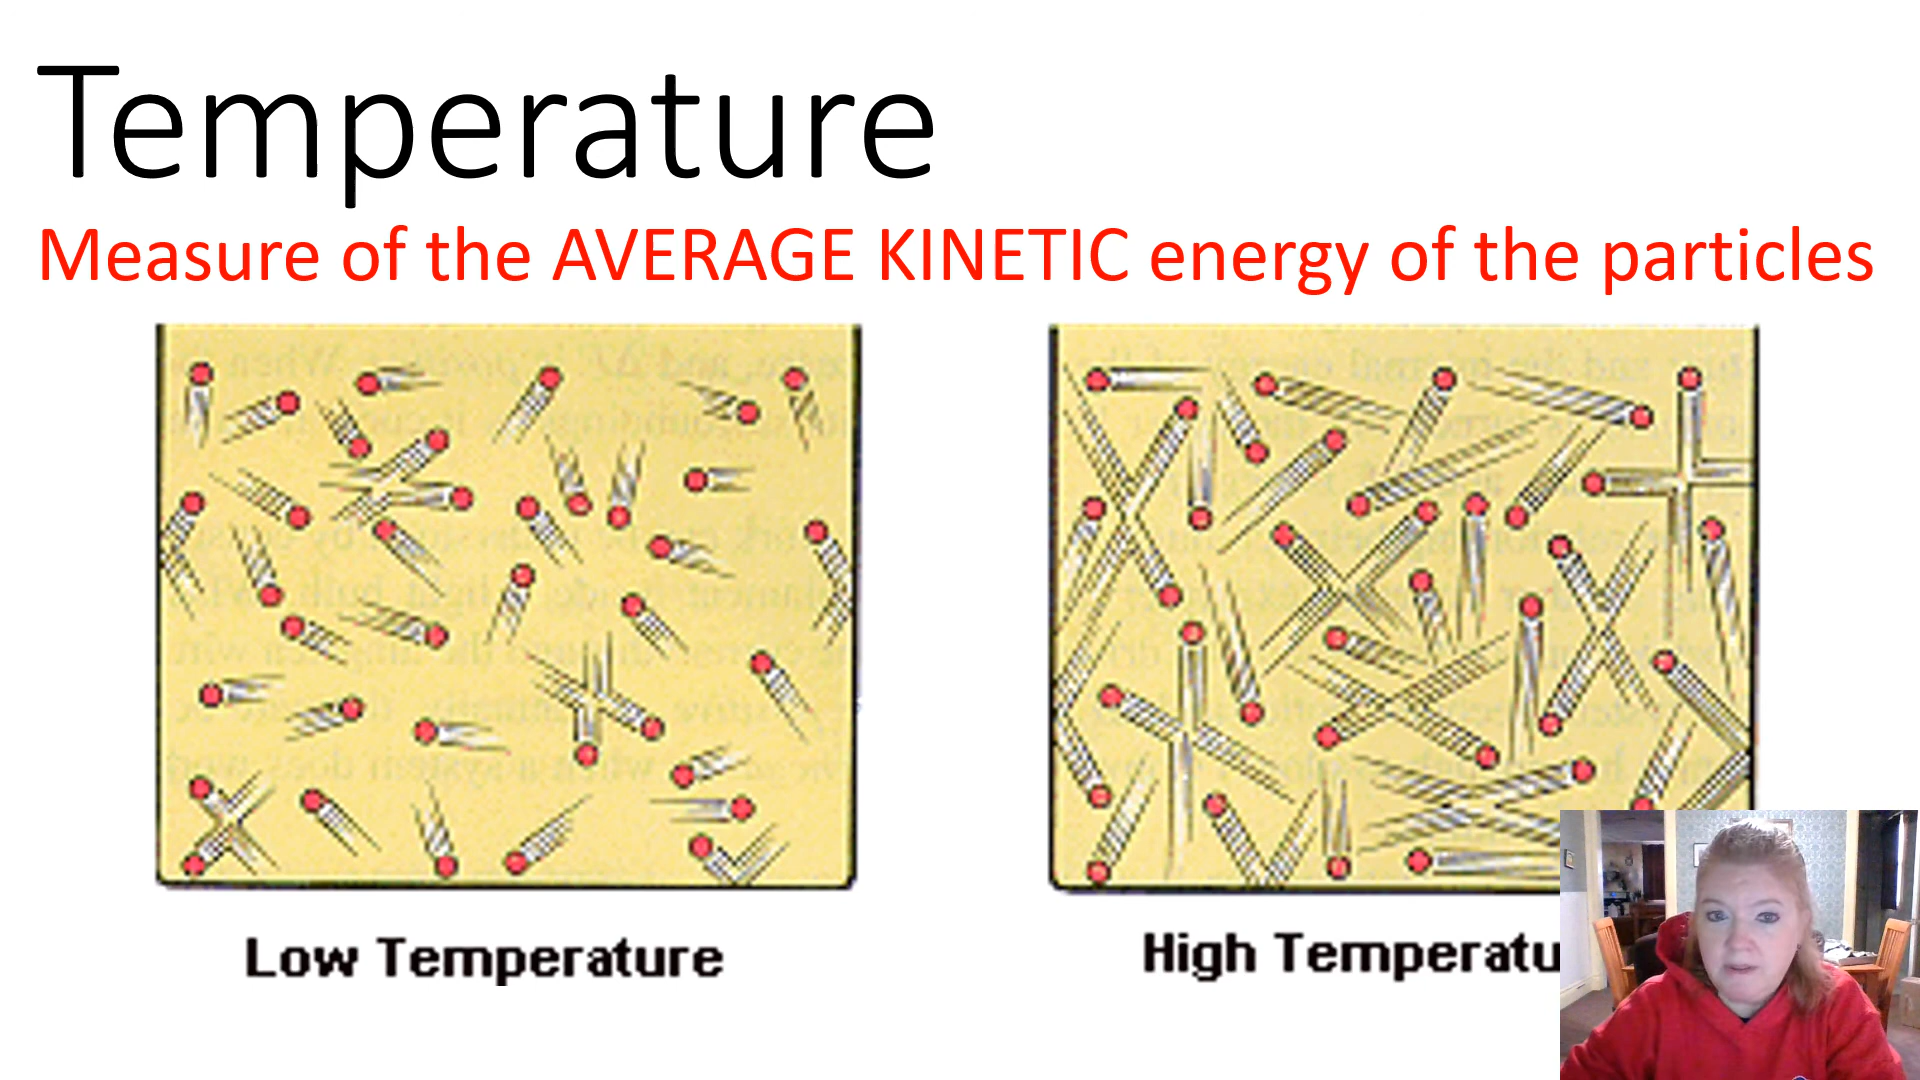 Temperature
Measure of the AVERAGE KINETIC energy of the particles
Low Temperature
High Temperatu